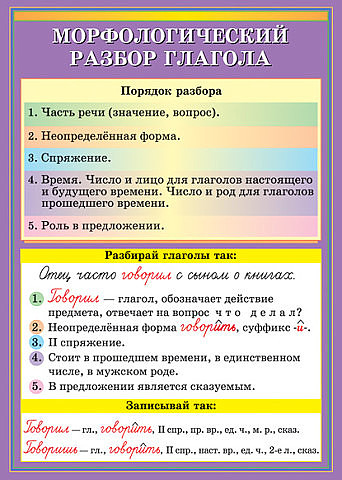 МОРФОЛОГИЧЕСКИЙ
РАЗБОР ГЛАГОЛА
Порядок разбора
1. Часть речи (значение, вопрос).
2. Неопределённая форма.
3. Спряжение.
4. Время. Число и лицо для глаголов настоящего
и будущего времени. Число и род для глаголов
прошедшего времени.
5. Роль в предложении.
Разбирай глаголы так:
Отец часто говорил с сыном о книгах.
1. Говорил — глагол, обозначает действие
предмета, отвечает на вопрос что делал?
2. Неопределённая форма говорить, суффикс -и-.
3. II спряжение.
4. Стоит в прошедшем времени, в единственном
числе, в мужском роде.
5. В предложении является сказуемым.
Записывай так:
Говорил — гл., говорить, II спр., пр. вр., ед. ч., м. р., сказ.
Говоришь — гл., говорить, II спр., наст. вр., ед. ч., 2-е л., сказ.